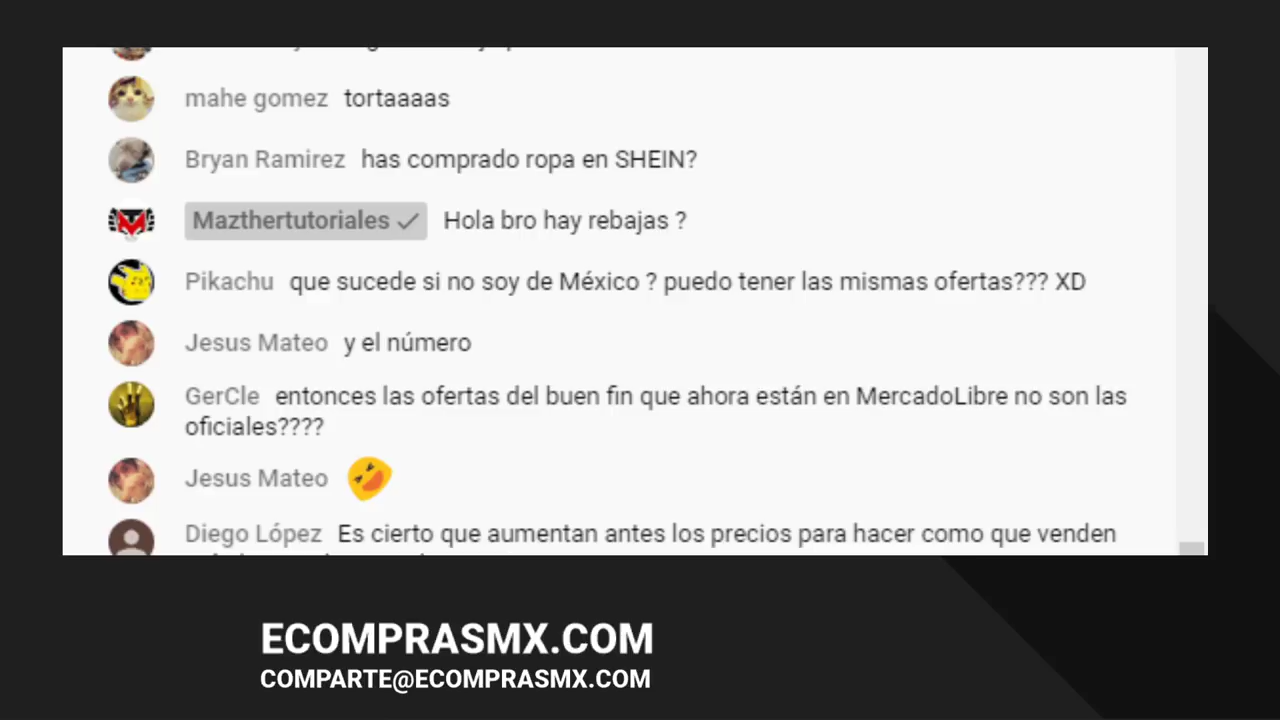 mahe gomez tortaaaas
Bryan Ramirez has comprado ropa en SHEIN?
Mazthertutoriales ✓ Hola bro hay rebajas ?
Pikachu que sucede si no soy de México ? puedo tener las mismas ofertas??? XD
Jesus Mateo y el número
GerCle entonces las ofertas del buen fin que ahora están en MercadoLibre no son las
oficiales????
Jesus Mateo 🤣
Diego López Es cierto que aumentan antes los precios para hacer como que venden
ECOMPRASMX.COM
COMPARTE@ECOMPRASMX.COM